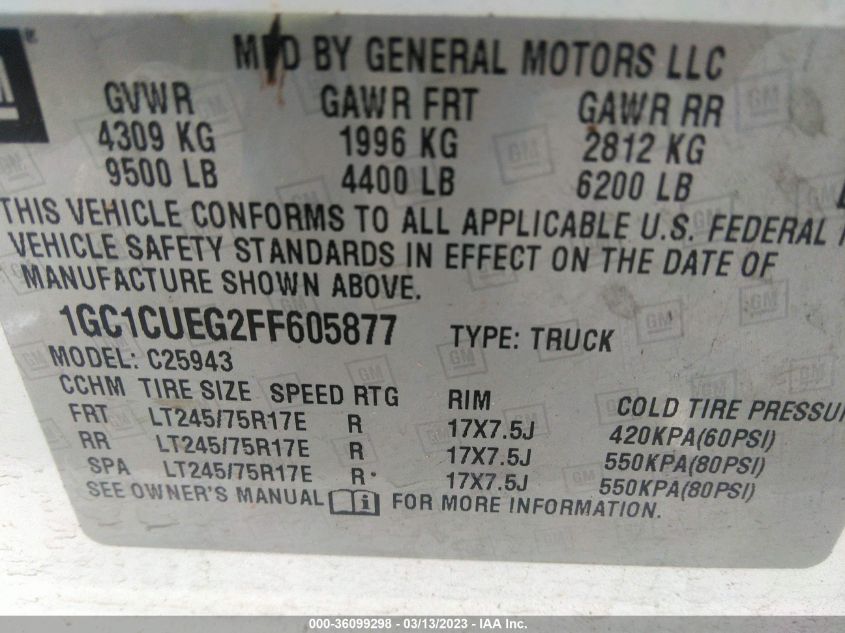 GM ®
MFD BY GENERAL MOTORS LLC
GVWR GAWR FRT GAWR RR
4309 KG 1996 KG 2812 KG
9500 LB 4400 LB 6200 LB
THIS VEHICLE CONFORMS TO ALL APPLICABLE U.S. FEDERAL
VEHICLE SAFETY STANDARDS IN EFFECT ON THE DATE OF
MANUFACTURE SHOWN ABOVE.
1GC1CUEG2FF605877 TYPE: TRUCK
MODEL: C25943
CCHM TIRE SIZE SPEED RTG RIM COLD TIRE PRESSU
FRT LT245/75R17E R 17X7.5J 420KPA(60PSI)
RR LT245/75R17E R 17X7.5J 550KPA(80PSI)
SPA LT245/75R17E R 17X7.5J 550KPA(80PSI)
SEE OWNER'S MANUAL i FOR MORE INFORMATION.
000-36099298 - 03/13/2023 - IAA Inc.